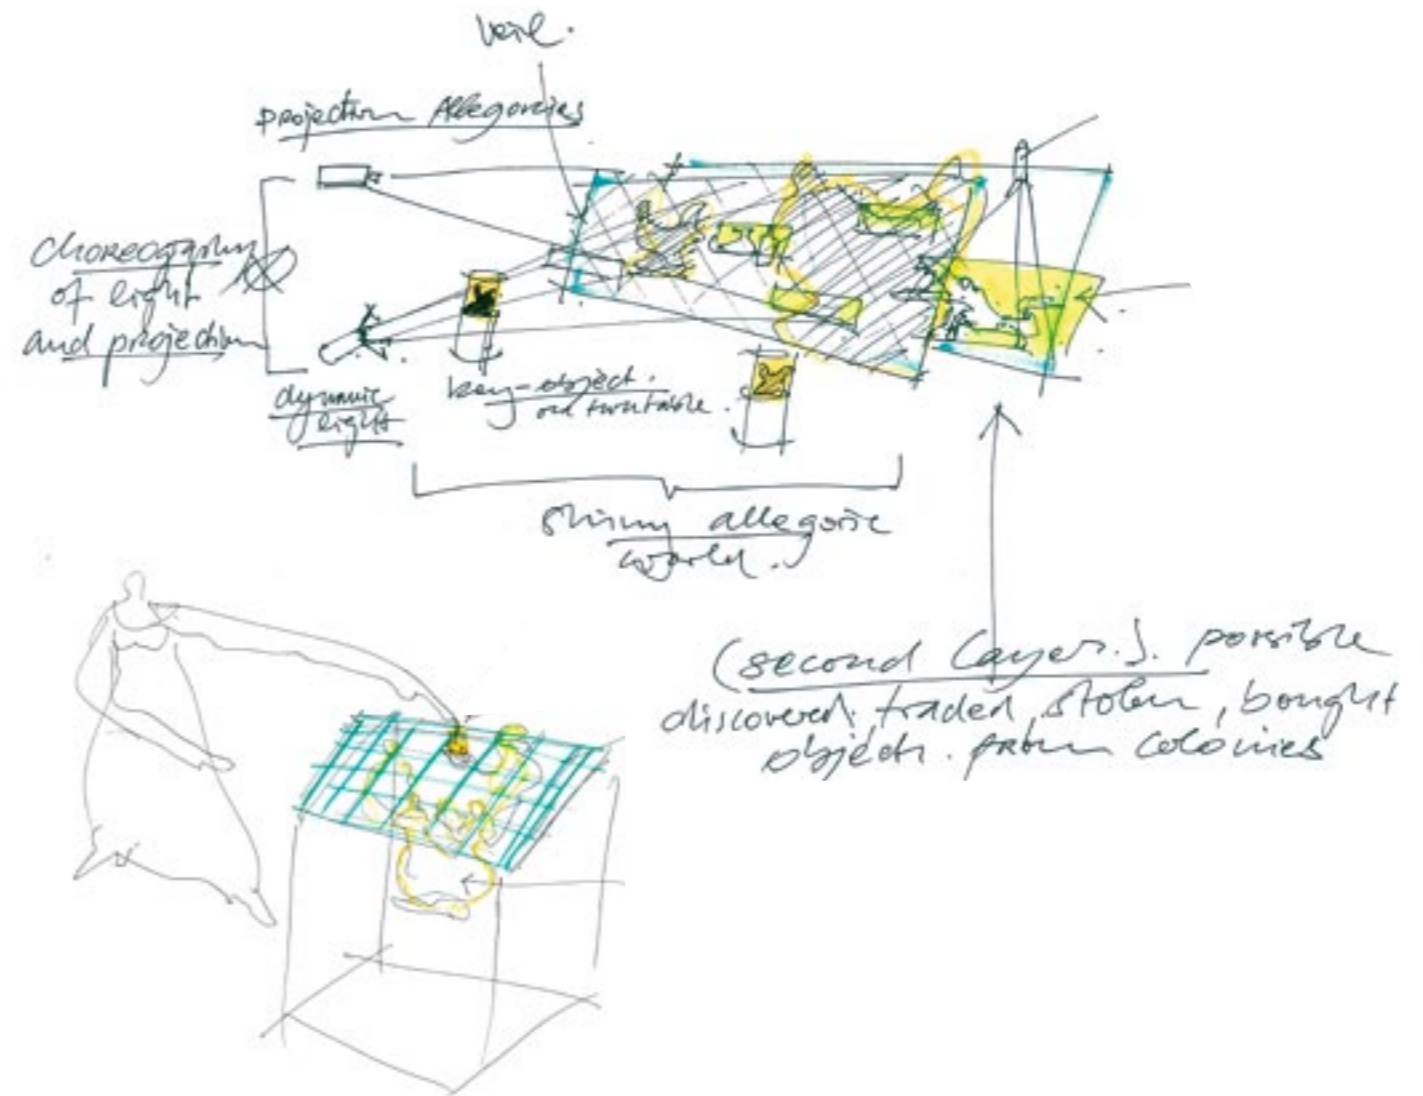 Veil.
projection Allegories
Choreography
of light
and projection
dynamic
light
key-object.
on turntable.
shiny allegoric
world.
(second layer.). possible
discovered, traded, stolen, bought
objects. from colonies